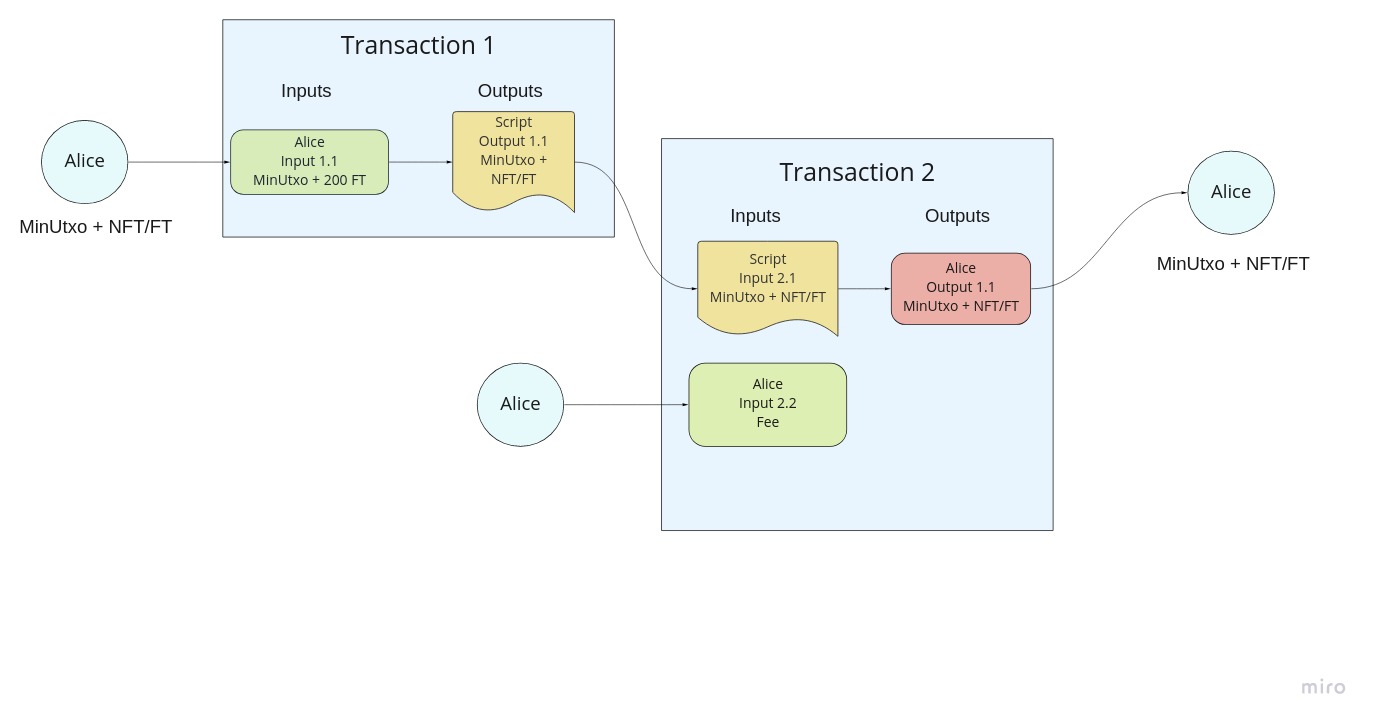 Transaction 1
Inputs
Outputs
Alice
MinUtxo + NFT/FT
Alice
Input 1.1
MinUtxo + 200 FT
Script
Output 1.1
MinUtxo +
NFT/FT
Transaction 2
Inputs
Outputs
Script
Input 2.1
MinUtxo + NFT/FT
Alice
Output 1.1
MinUtxo + NFT/FT
Alice
MinUtxo + NFT/FT
Alice
Alice
Input 2.2
Fee
miro